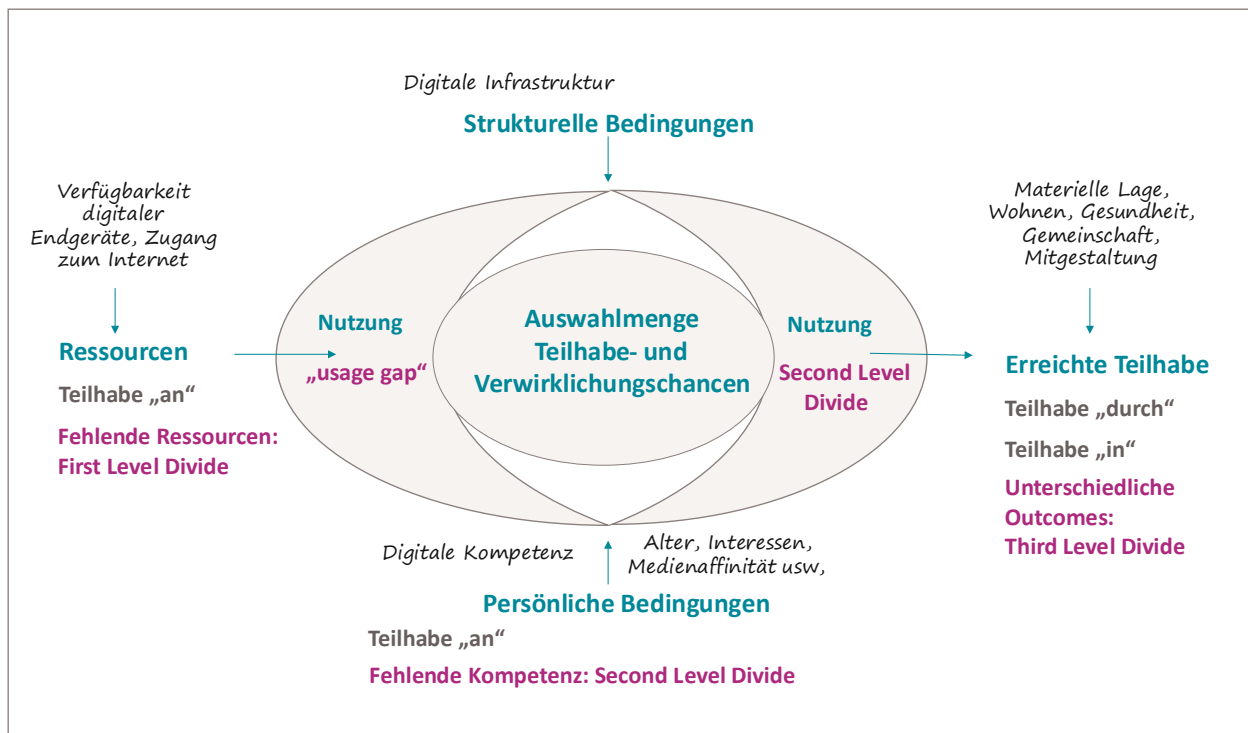 Digitale Infrastruktur
Strukturelle Bedingungen
Verfügbarkeit
digitaler
Endgeräte, Zugang
zum Internet
Ressourcen
Teilhabe „an“
Fehlende Ressourcen:
First Level Divide
Nutzung
„usage gap“
Auswahlmenge
Teilhabe- und
Verwirklichungschancen
Nutzung
Second Level
Divide
Materielle Lage,
Wohnen, Gesundheit,
Gemeinschaft,
Mitgestaltung
Erreichte Teilhabe
Teilhabe „durch“
Teilhabe „in“
Unterschiedliche
Outcomes:
Third Level Divide
Digitale Kompetenz
Alter, Interessen,
Medienaffinität usw,
Persönliche Bedingungen
Teilhabe „an“
Fehlende Kompetenz: Second Level Divide